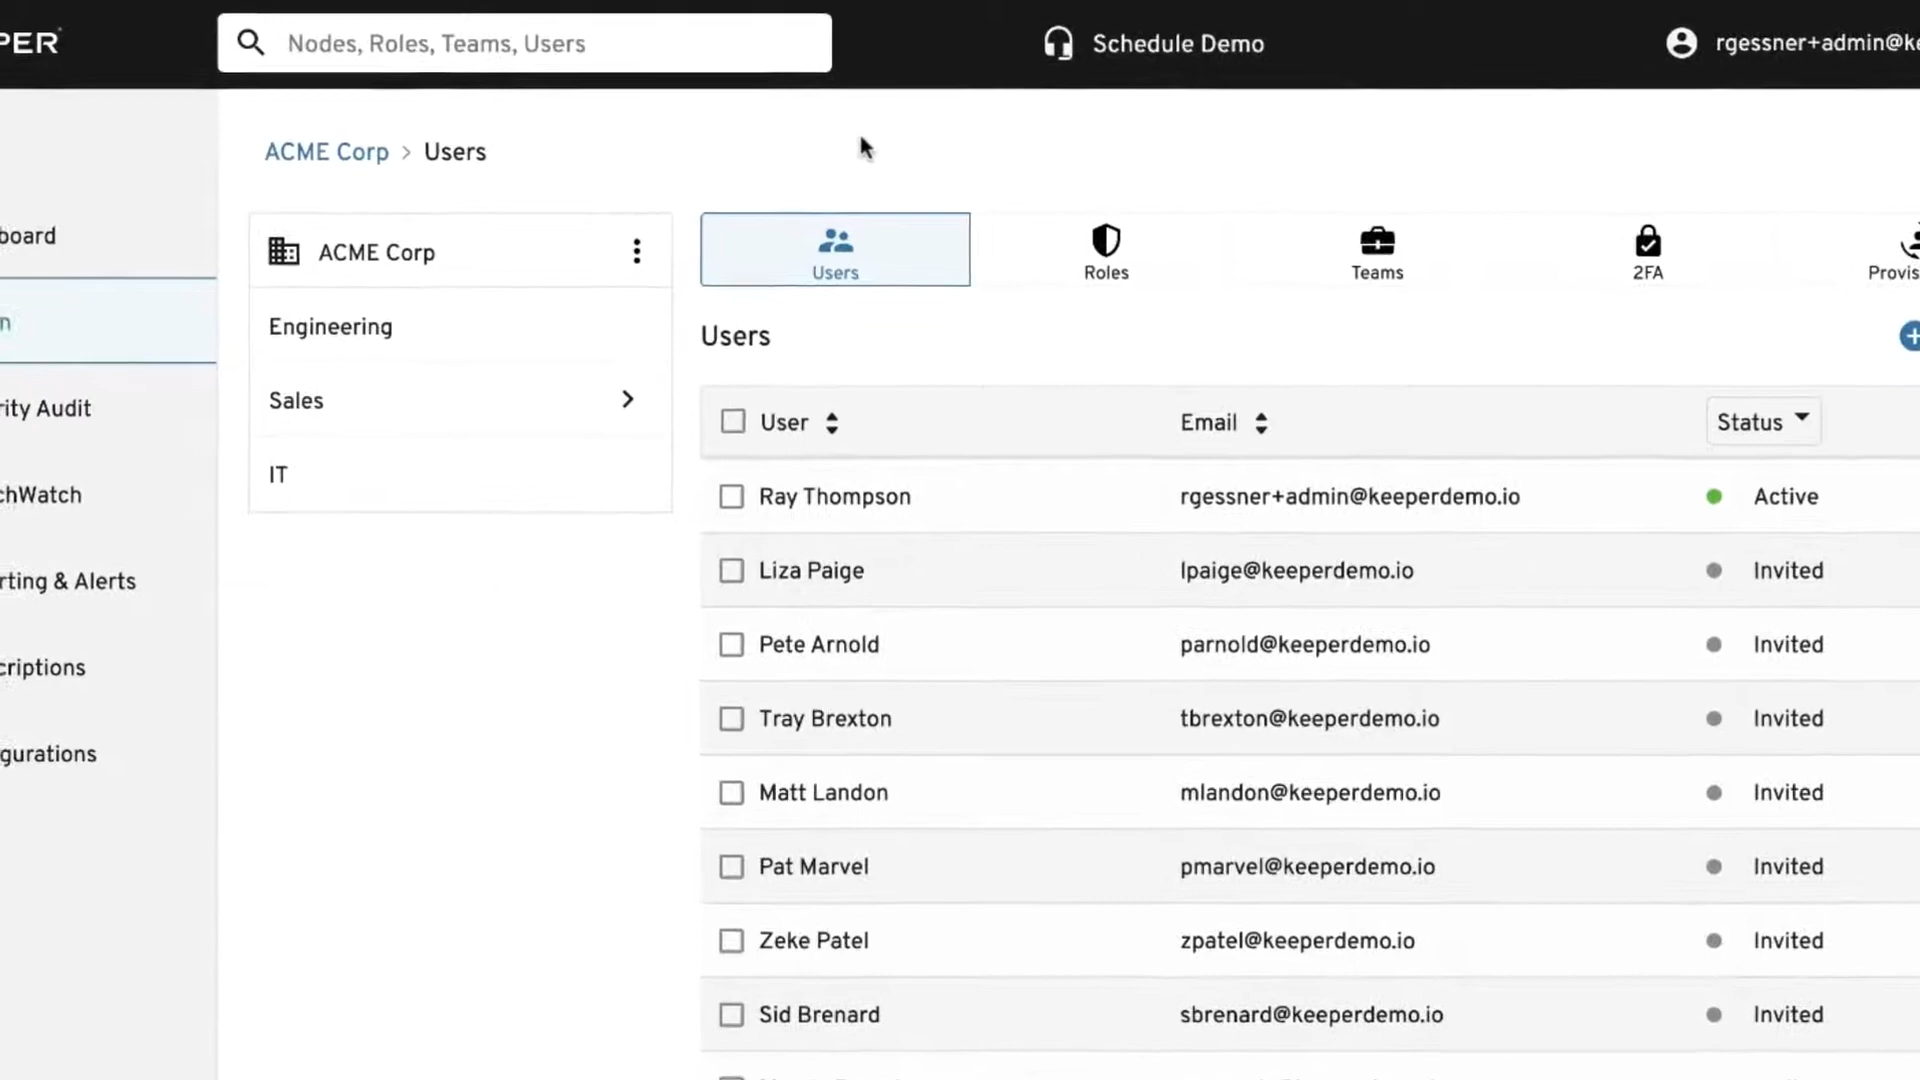 PER
Nodes, Roles, Teams, Users
Schedule Demo
rgessner+admin@ke
ACME Corp > Users
board
n
rity Audit
chWatch
rting & Alerts
criptions
gurations
ACME Corp
Engineering
Sales
IT
Users
Roles
Teams
2FA
Provis
Users
User Email Status
Ray Thompson rgessner+admin@keeperdemo.io Active
Liza Paige lpaige@keeperdemo.io Invited
Pete Arnold parnold@keeperdemo.io Invited
Tray Brexton tbrexton@keeperdemo.io Invited
Matt Landon mlandon@keeperdemo.io Invited
Pat Marvel pmarvel@keeperdemo.io Invited
Zeke Patel zpatel@keeperdemo.io Invited
Sid Brenard sbrenard@keeperdemo.io Invited